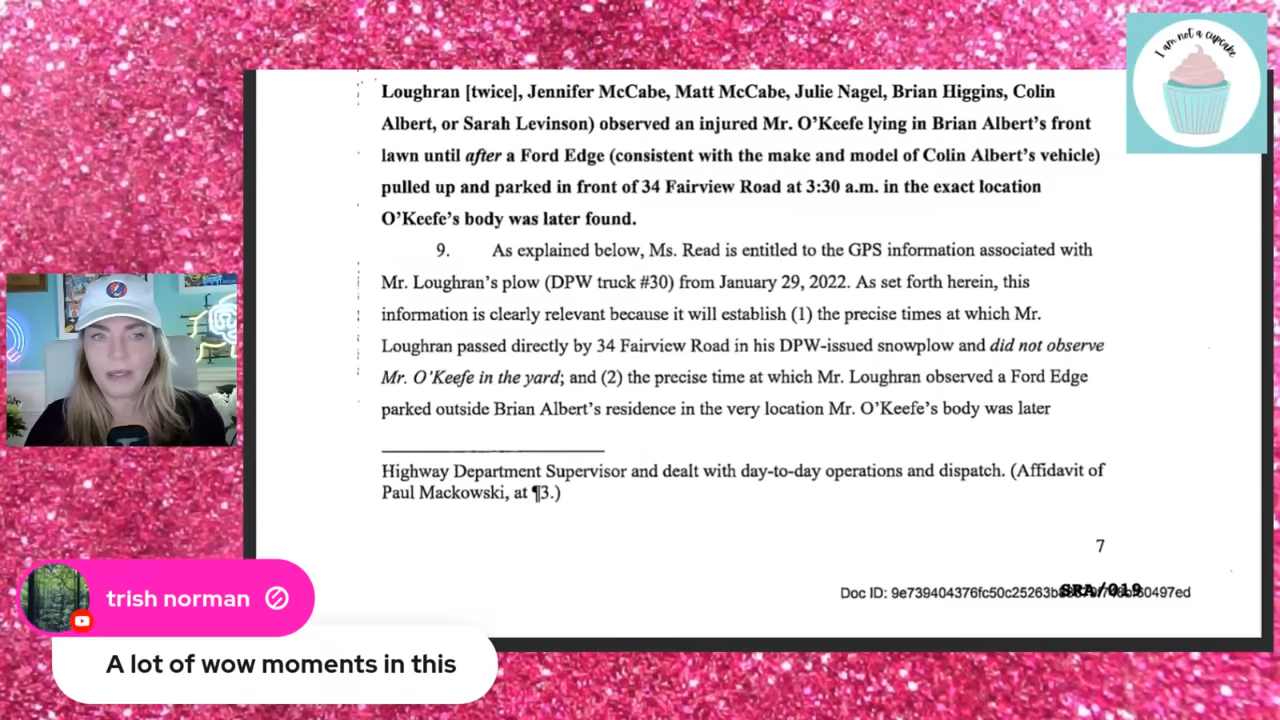 I am not a cupcake
Loughran [twice], Jennifer McCabe, Matt McCabe, Julie Nagel, Brian Higgins, Colin
Albert, or Sarah Levinson) observed an injured Mr. O'Keefe lying in Brian Albert's front
lawn until after a Ford Edge (consistent with the make and model of Colin Albert's vehicle)
pulled up and parked in front of 34 Fairview Road at 3:30 a.m. in the exact location
O'Keefe's body was later found.
9. As explained below, Ms. Read is entitled to the GPS information associated with
Mr. Loughran's plow (DPW truck #30) from January 29, 2022. As set forth herein, this
information is clearly relevant because it will establish (1) the precise times at which Mr.
Loughran passed directly by 34 Fairview Road in his DPW-issued snowplow and did not observe
Mr. O'Keefe in the yard; and (2) the precise time at which Mr. Loughran observed a Ford Edge
parked outside Brian Albert's residence in the very location Mr. O'Keefe's body was later
Highway Department Supervisor and dealt with day-to-day operations and dispatch. (Affidavit of
Paul Mackowski, at ¶3.)
7
Doc ID: SRA/019
trish norman
A lot of wow moments in this